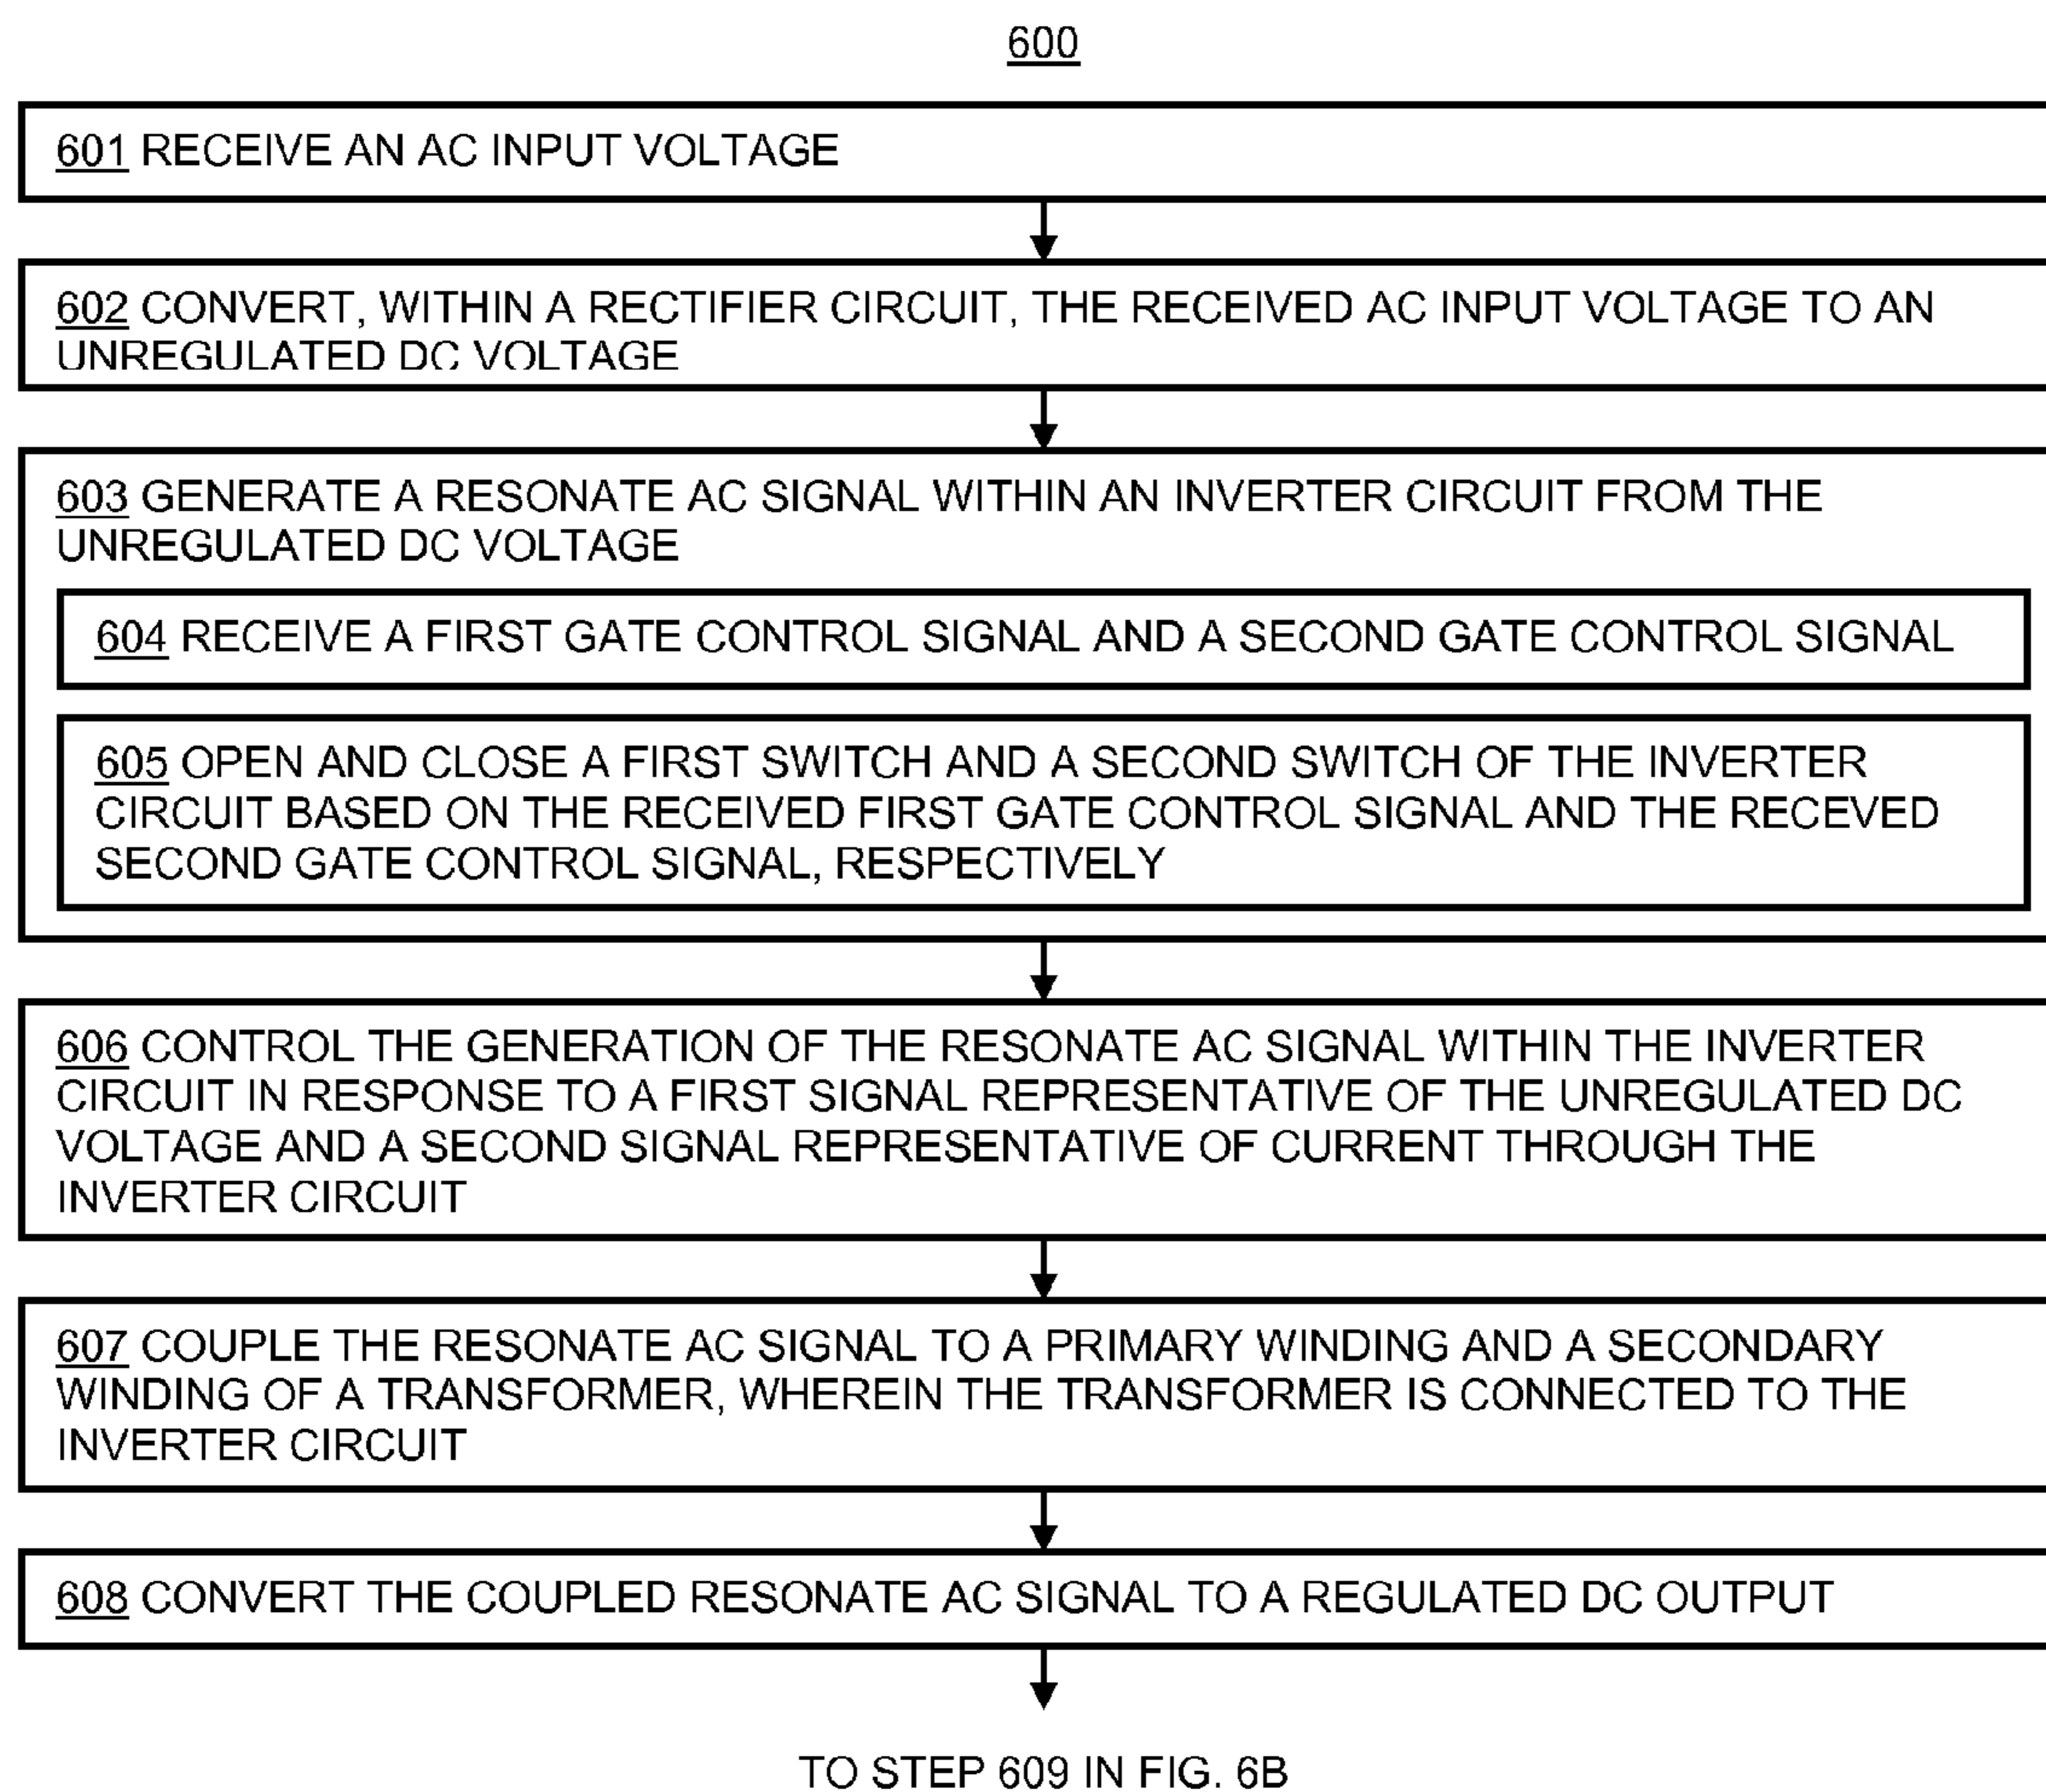 600
601 RECEIVE AN AC INPUT VOLTAGE
602 CONVERT, WITHIN A RECTIFIER CIRCUIT, THE RECEIVED AC INPUT VOLTAGE TO AN
UNREGULATED DC VOLTAGE
603 GENERATE A RESONATE AC SIGNAL WITHIN AN INVERTER CIRCUIT FROM THE
UNREGULATED DC VOLTAGE
604 RECEIVE A FIRST GATE CONTROL SIGNAL AND A SECOND GATE CONTROL SIGNAL
605 OPEN AND CLOSE A FIRST SWITCH AND A SECOND SWITCH OF THE INVERTER
CIRCUIT BASED ON THE RECEIVED FIRST GATE CONTROL SIGNAL AND THE RECEVED
SECOND GATE CONTROL SIGNAL, RESPECTIVELY
606 CONTROL THE GENERATION OF THE RESONATE AC SIGNAL WITHIN THE INVERTER
CIRCUIT IN RESPONSE TO A FIRST SIGNAL REPRESENTATIVE OF THE UNREGULATED DC
VOLTAGE AND A SECOND SIGNAL REPRESENTATIVE OF CURRENT THROUGH THE
INVERTER CIRCUIT
607 COUPLE THE RESONATE AC SIGNAL TO A PRIMARY WINDING AND A SECONDARY
WINDING OF A TRANSFORMER, WHEREIN THE TRANSFORMER IS CONNECTED TO THE
INVERTER CIRCUIT
608 CONVERT THE COUPLED RESONATE AC SIGNAL TO A REGULATED DC OUTPUT
TO STEP 609 IN FIG. 6B